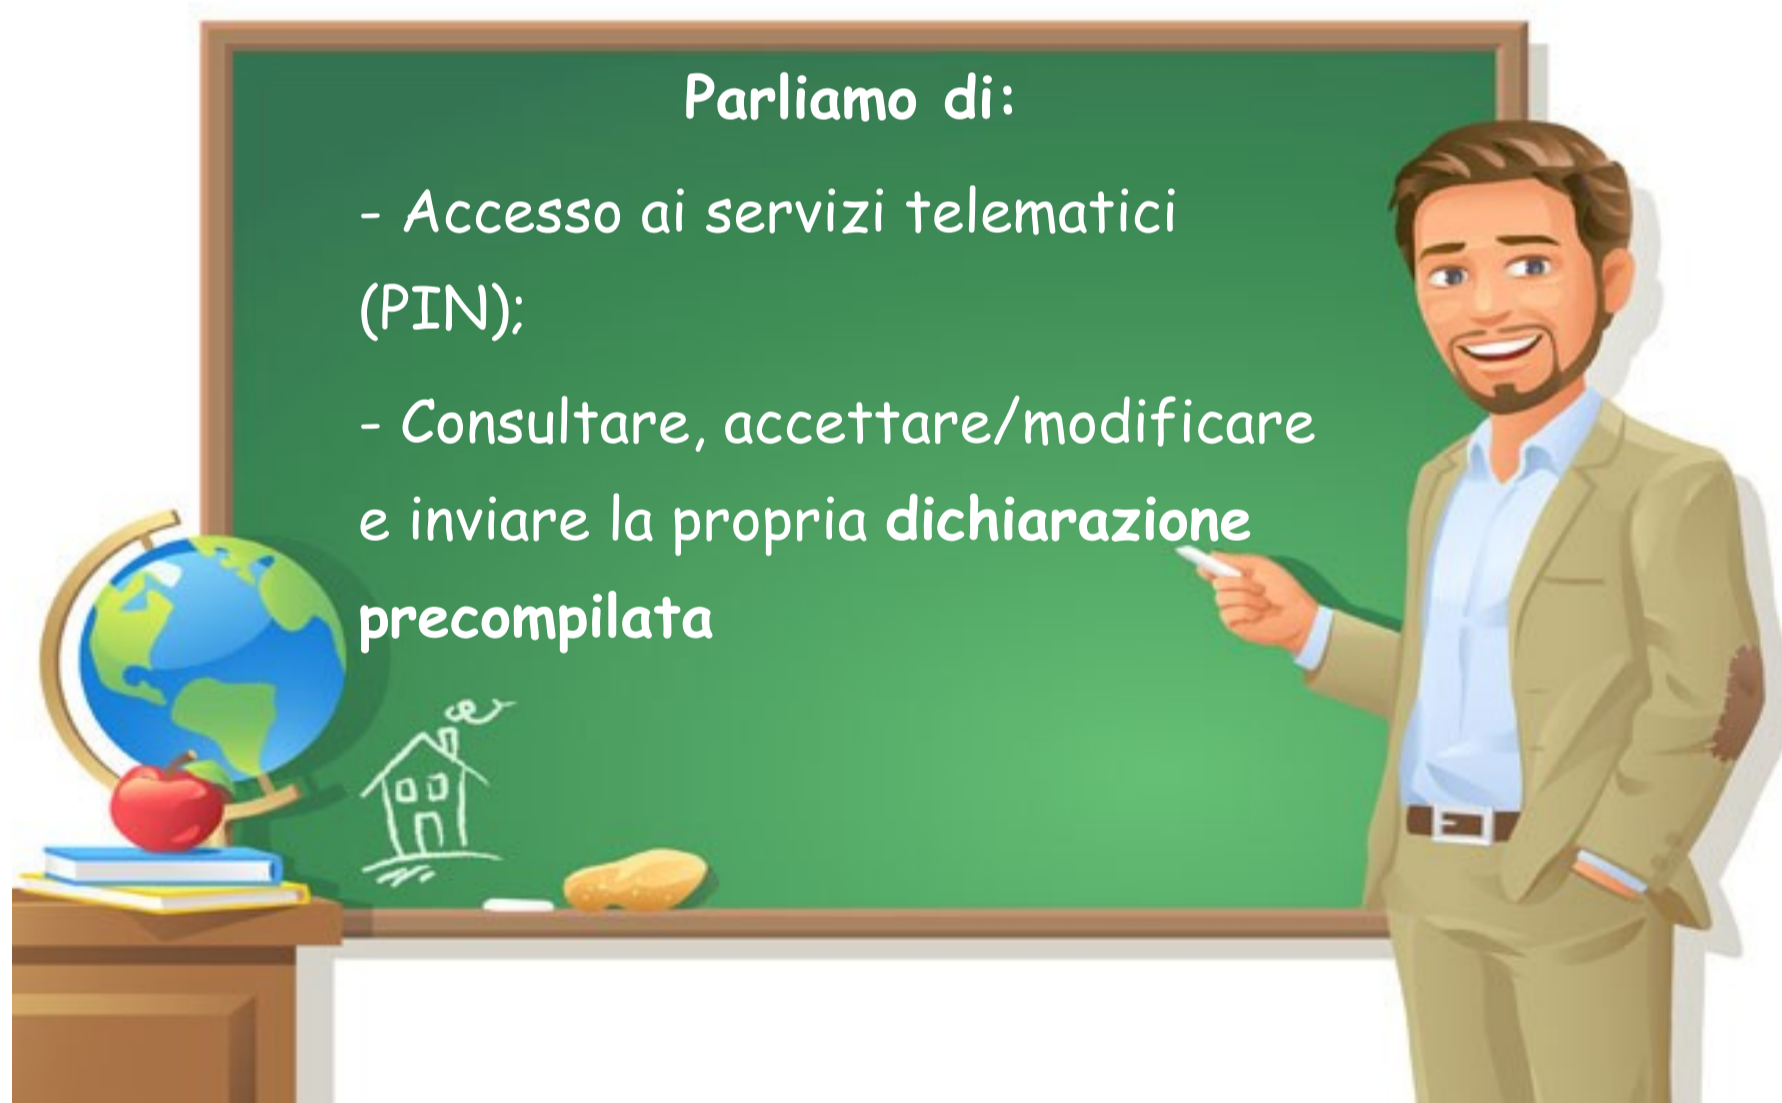 Parliamo di:
- Accesso ai servizi telematici
(PIN);
- Consultare, accettare/modificare
e inviare la propria dichiarazione
precompilata